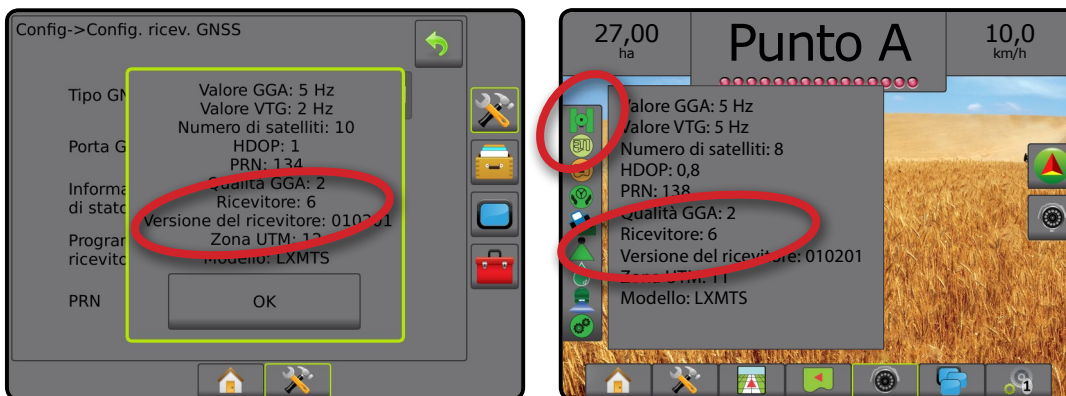 Config->Config. ricev. GNSS
Tipo GN
Porta G
Informa
di stato
Program
ricevito
PRN
Valore GGA: 5 Hz
Valore VTG: 2 Hz
Numero di satelliti: 10
HDOP: 1
PRN: 134
Qualità GGA: 2
Ricevitore: 6
Versione del ricevitore: 010201
Zona UTM: 12
Modello: LXMTS
OK
27,00
ha
Punto A
10,0
km/h
Valore GGA: 5 Hz
Valore VTG: 5 Hz
Numero di satelliti: 8
HDOP: 0,8
PRN: 138
Qualità GGA: 2
Ricevitore: 6
Versione del ricevitore: 010201
Zona UTM: 11
Modello: LXMTS
1